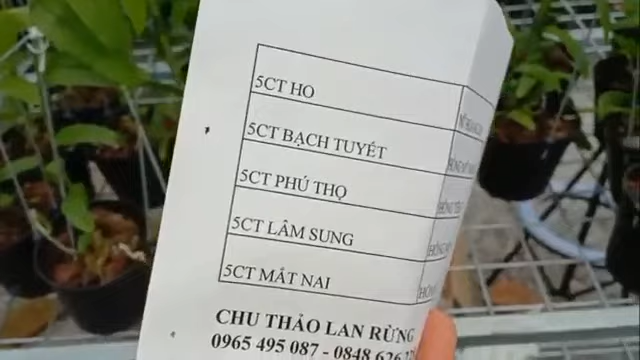 5CT HO
5CT BẠCH TUYẾT
5CT PHÚ THỌ
5CT LÂM SUNG
5CT MẮT NAI
CHU THẢO LAN RỪNG
0965 495 087 - 0848 626